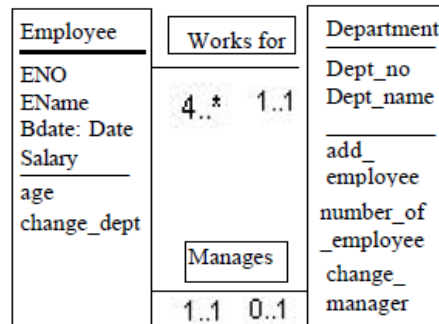 Employee
ENO
EName
Bdate: Date
Salary
age
change_dept
Works for
4..* 1..1
Manages
1..1 0..1
Department
Dept_no
Dept_name
add_
employee
number_of
_employee
change_
manager